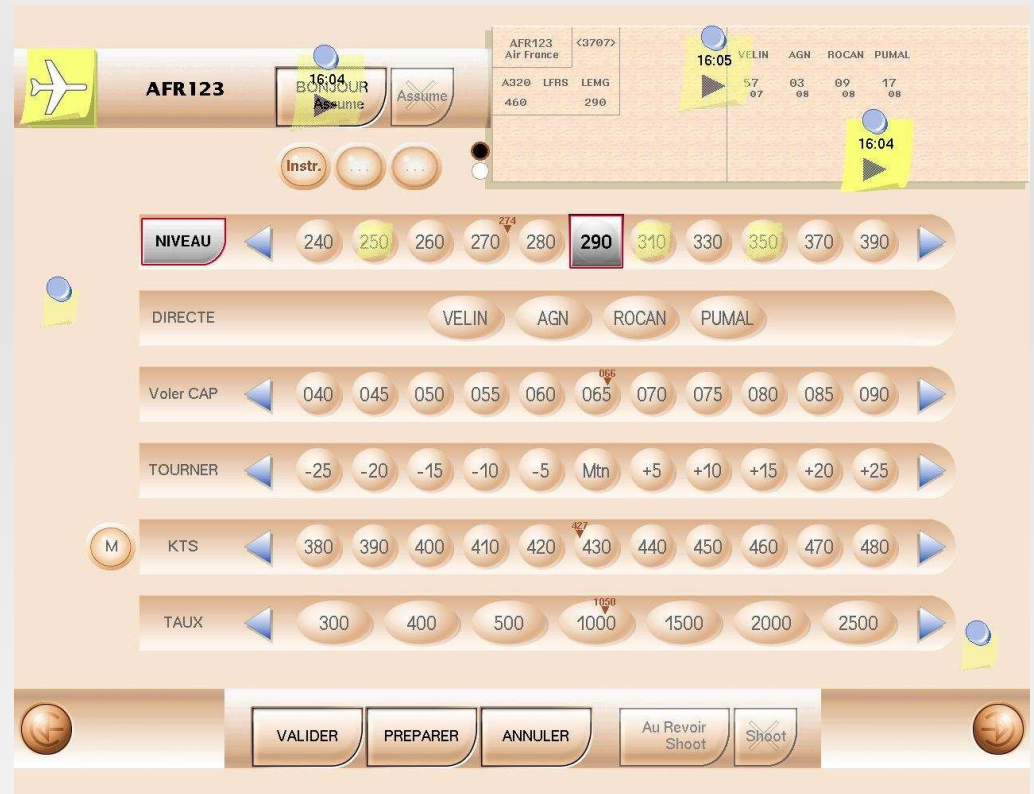 AFR123
16:04
BONJOUR
Assume
Assume
AFR123
Air France
<3707>
A320 LFRS LEMG
460 290
16:05
VELIN AGN ROCAN PUMAL
57 03 09 17
07 08 08 08
16:04
Instr. ... ...
274
NIVEAU 240 250 260 270 280 290 310 330 350 370 390
DIRECTE VELIN AGN ROCAN PUMAL
066
Voler CAP 040 045 050 055 060 065 070 075 080 085 090
TOURNER -25 -20 -15 -10 -5 Mtn +5 +10 +15 +20 +25
427
M KTS 380 390 400 410 420 430 440 450 460 470 480
1050
TAUX 300 400 500 1000 1500 2000 2500
VALIDER PREPARER ANNULER
Au Revoir
Shoot
Shoot